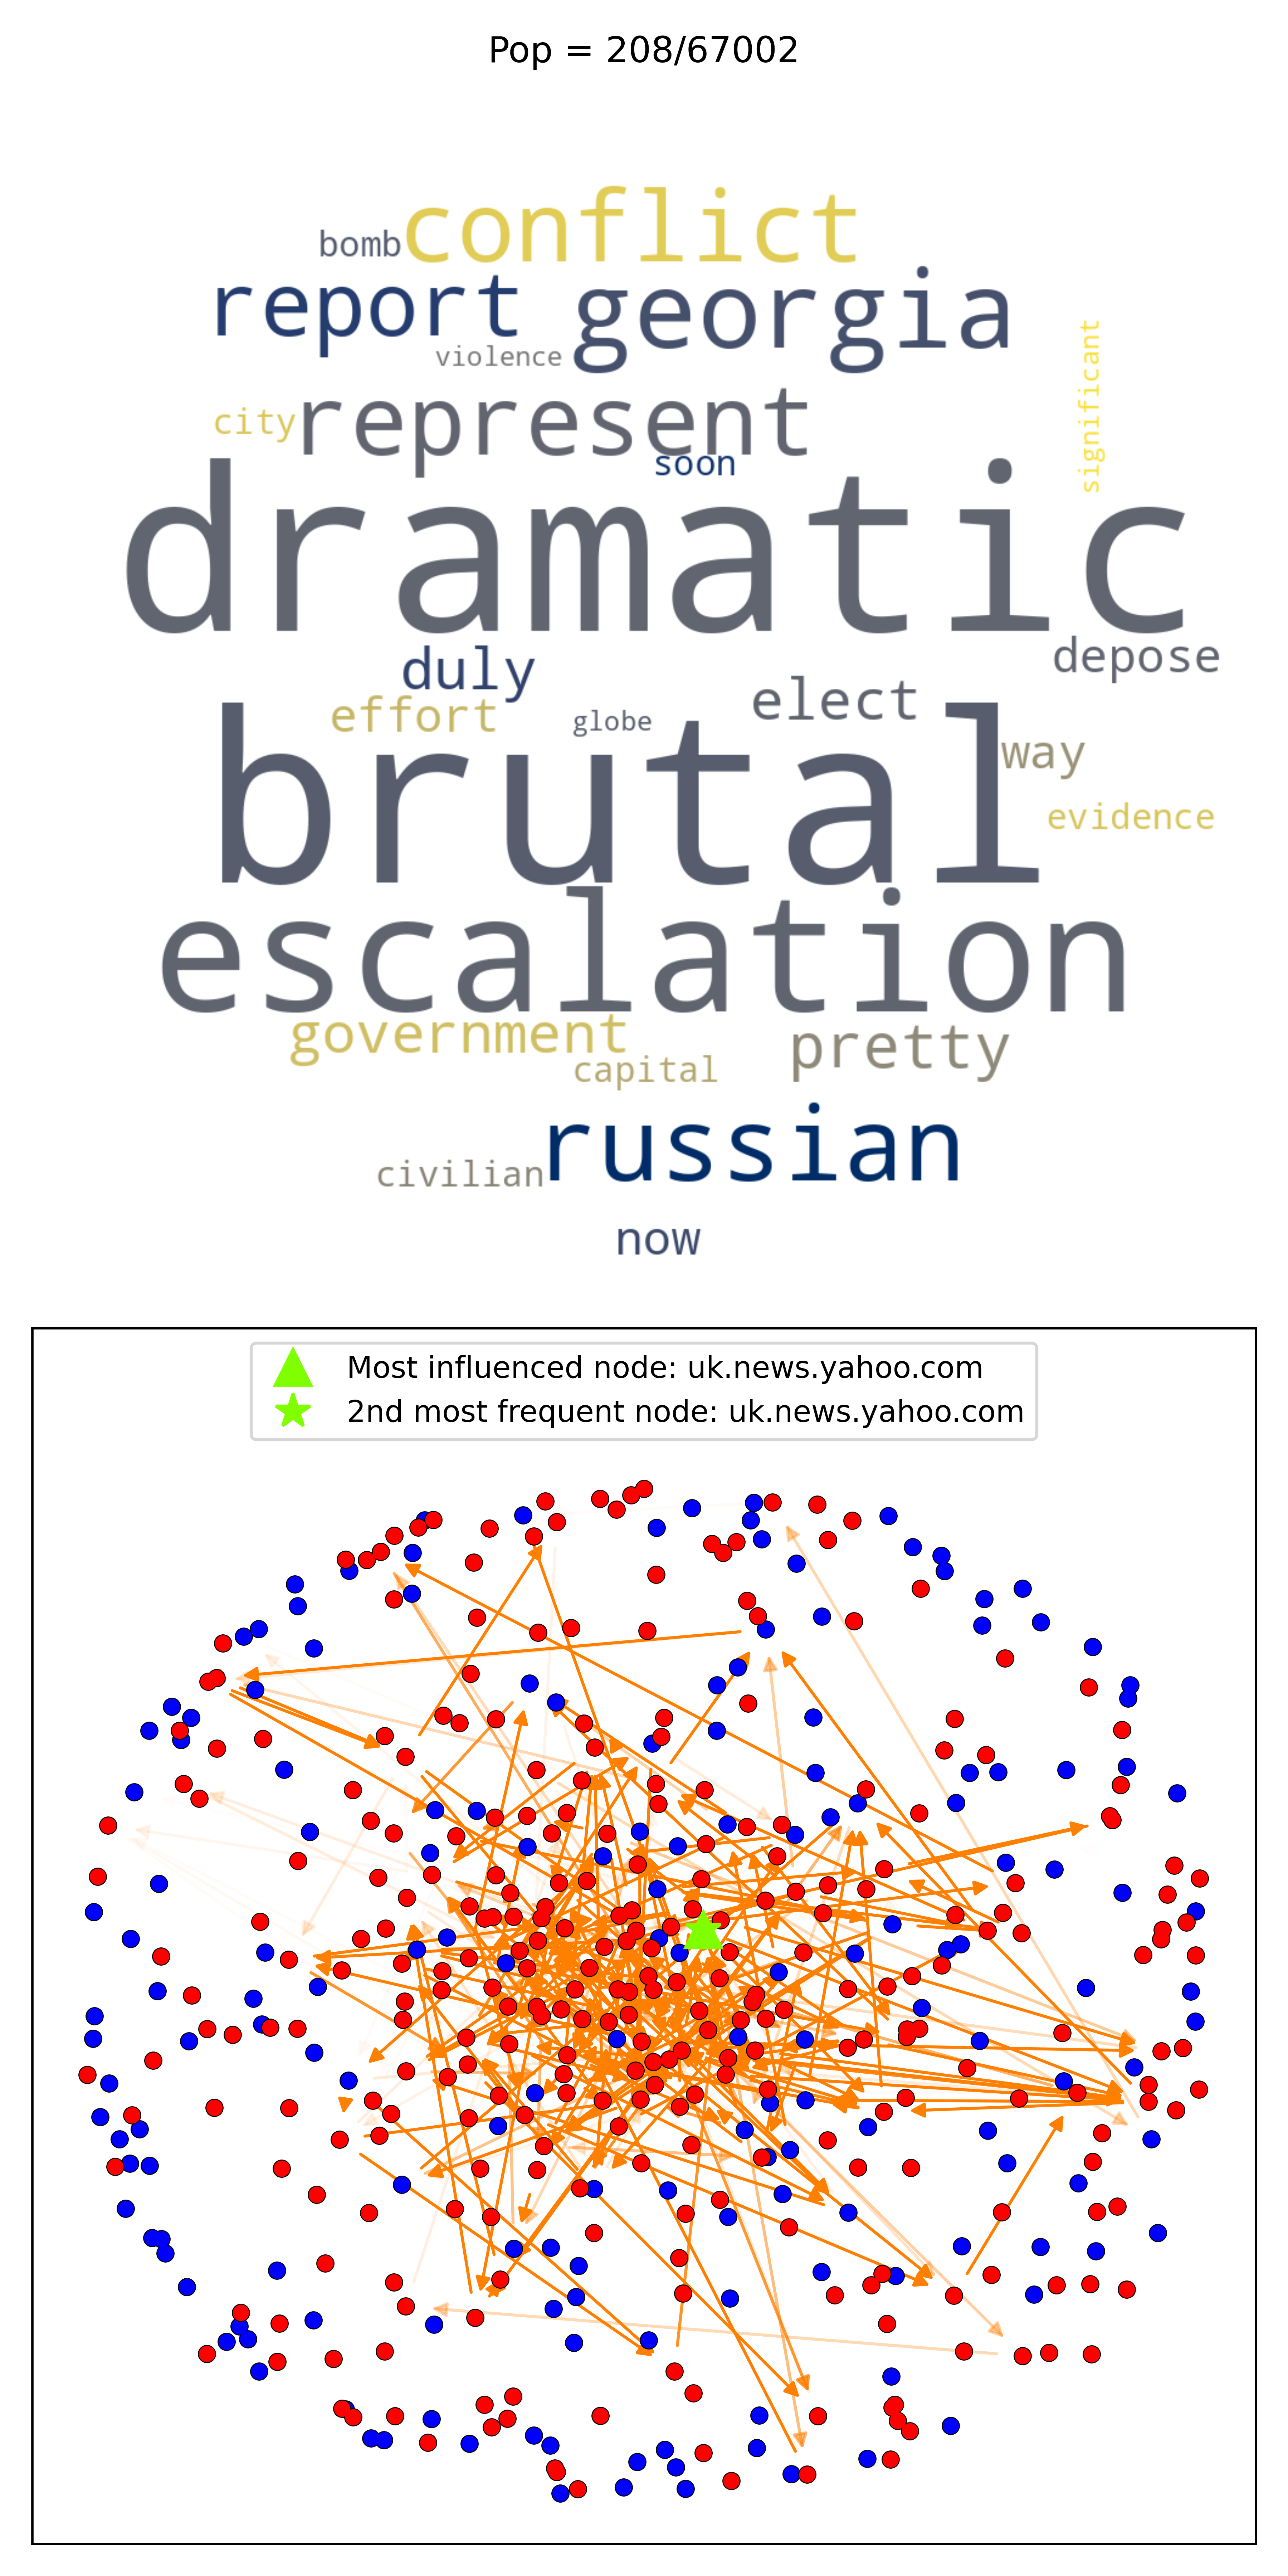 Pop = 208/67002
conflict
bomb
report georgia
violence
significant
city represent
soon
dramatic
duly
depose
effort
elect
globe
way
brutal
evidence
escalation
government
pretty
capital
russian
civilian
now
Most influenced node: uk.news.yahoo.com
2nd most frequent node: uk.news.yahoo.com